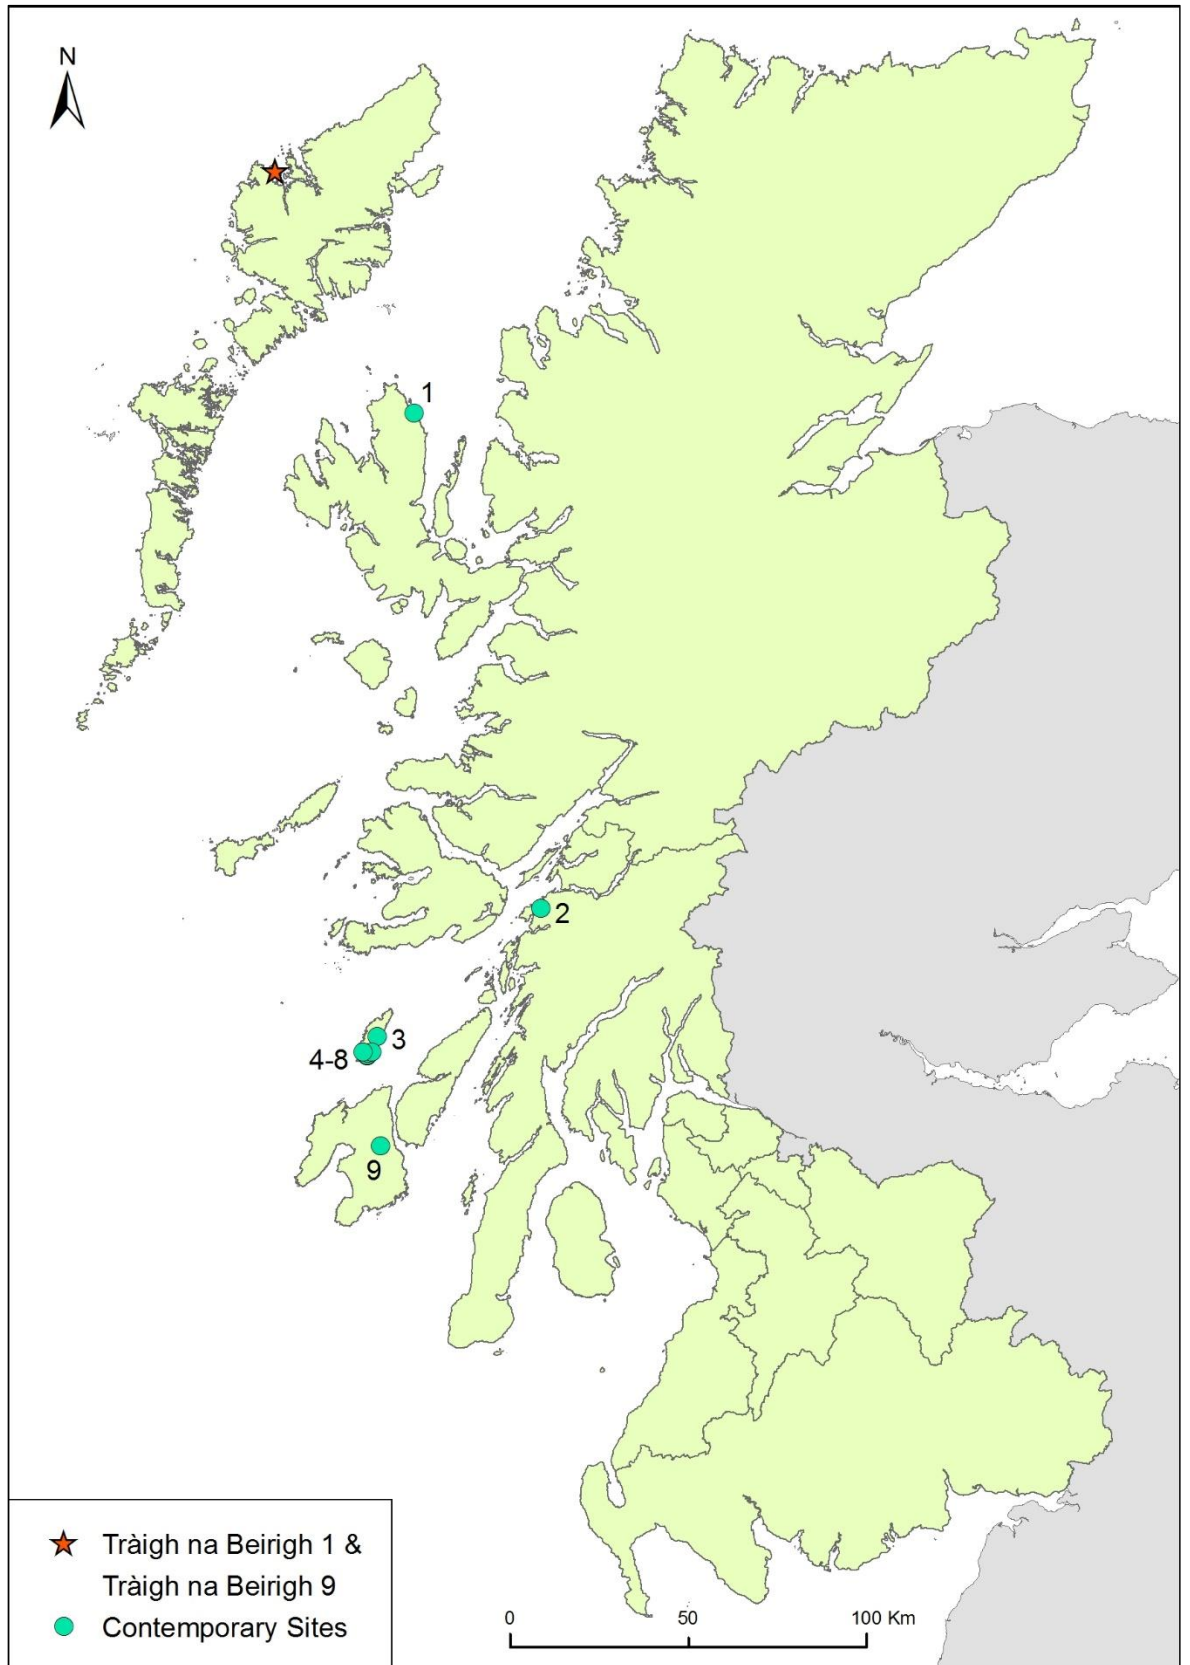 N
1
2
3
4-8
9
Tràigh na Beirigh 1 &
Tràigh na Beirigh 9
Contemporary Sites
0 50 100 Km